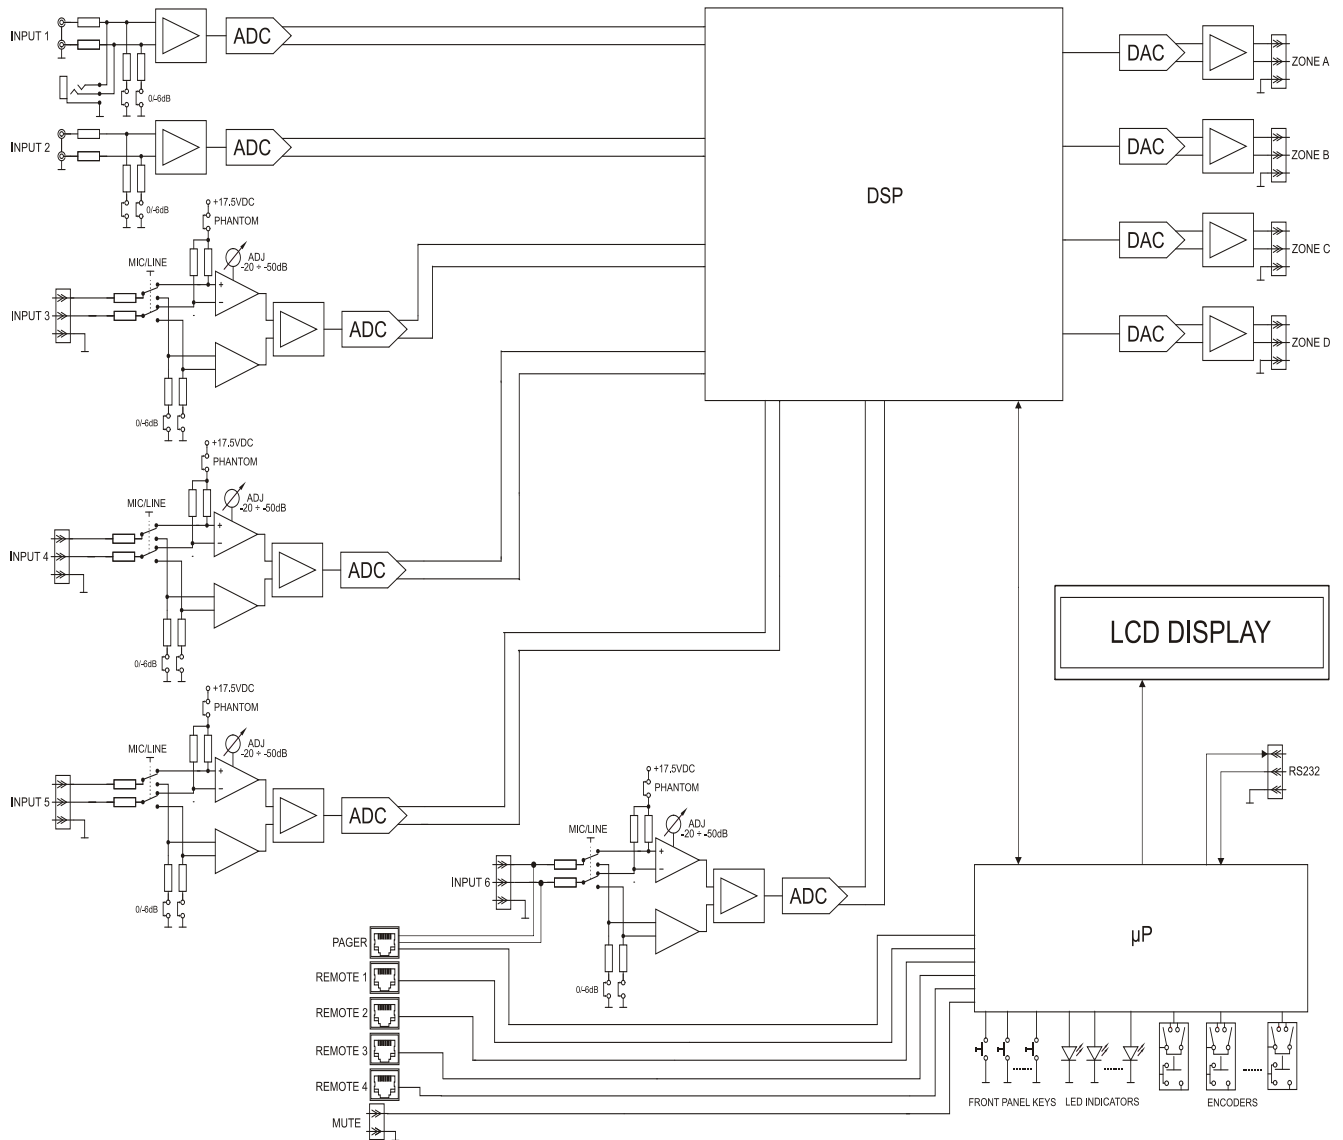 INPUT 1
0/-6dB
ADC
DSP
DAC
ZONE A
INPUT 2
0/-6dB
ADC
DAC
ZONE B
+17.5VDC
PHANTOM
MIC/LINE
ADJ
-20 ÷ -50dB
INPUT 3
0/-6dB
ADC
DAC
ZONE C
DAC
ZONE D
+17.5VDC
PHANTOM
MIC/LINE
ADJ
-20 ÷ -50dB
INPUT 4
0/-6dB
ADC
LCD DISPLAY
+17.5VDC
PHANTOM
MIC/LINE
ADJ
-20 ÷ -50dB
INPUT 5
0/-6dB
ADC
RS232
+17.5VDC
PHANTOM
MIC/LINE
ADJ
-20 ÷ -50dB
INPUT 6
0/-6dB
ADC
µP
PAGER
REMOTE 1
REMOTE 2
REMOTE 3
REMOTE 4
MUTE
FRONT PANEL KEYS
LED INDICATORS
ENCODERS